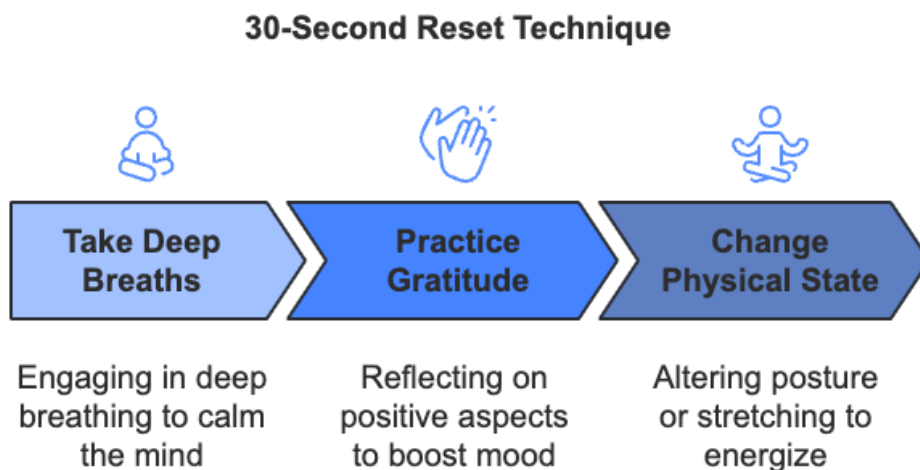 30-Second Reset Technique
Take Deep
Breaths
Practice
Gratitude
Change
Physical State
Engaging in deep
breathing to calm
the mind
Reflecting on
positive aspects
to boost mood
Altering posture
or stretching to
energize